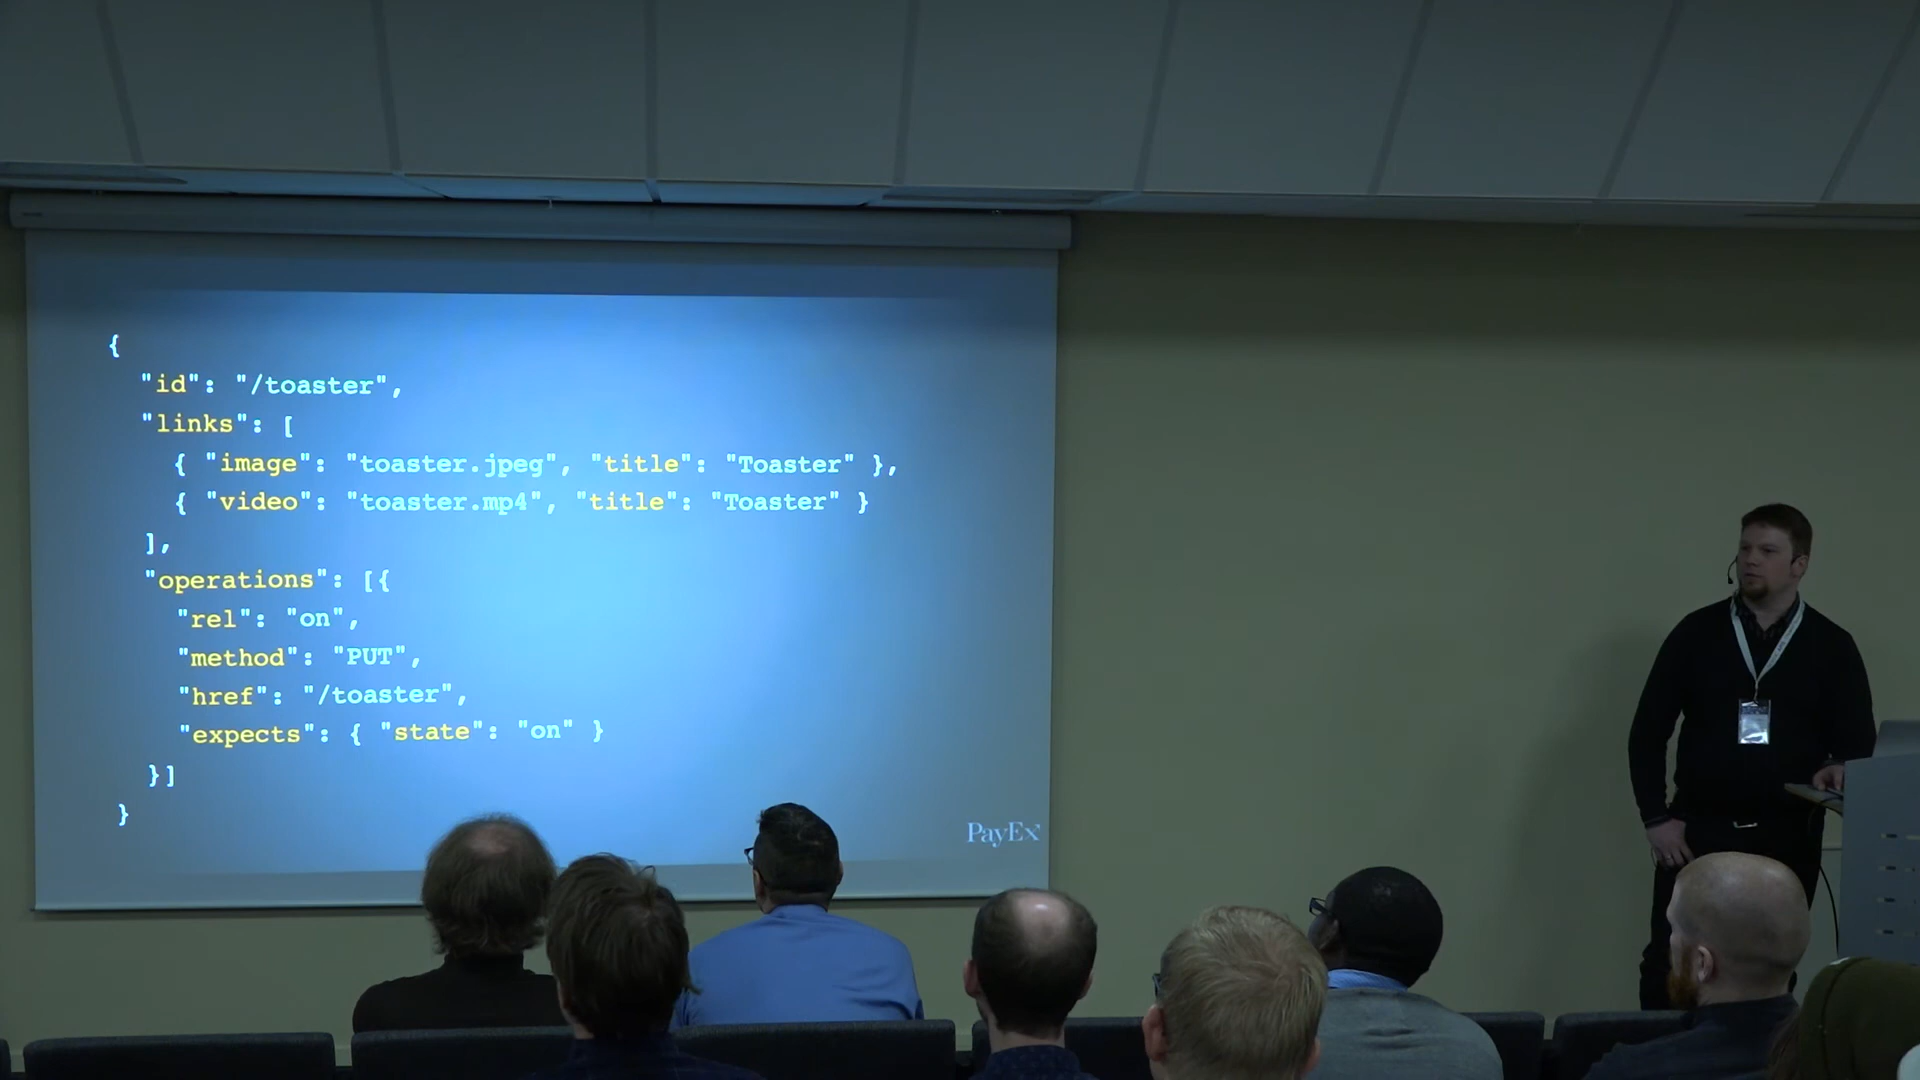 {
"id": "/toaster",
"links": [
{ "image": "toaster.jpeg", "title": "Toaster" },
{ "video": "toaster.mp4", "title": "Toaster" }
],
"operations": [{
"rel": "on",
"method": "PUT",
"href": "/toaster",
"expects": { "state": "on" }
}]
}
PayEx